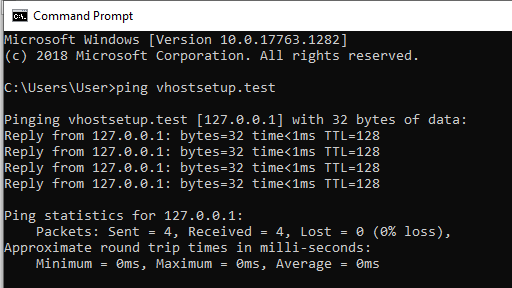 Command Prompt
Microsoft Windows [Version 10.0.17763.1282]
(c) 2018 Microsoft Corporation. All rights reserved.
C:\Users\User>ping vhostsetup.test
Pinging vhostsetup.test [127.0.0.1] with 32 bytes of data:
Reply from 127.0.0.1: bytes=32 time<1ms TTL=128
Reply from 127.0.0.1: bytes=32 time<1ms TTL=128
Reply from 127.0.0.1: bytes=32 time<1ms TTL=128
Reply from 127.0.0.1: bytes=32 time<1ms TTL=128
Ping statistics for 127.0.0.1:
    Packets: Sent = 4, Received = 4, Lost = 0 (0% loss),
Approximate round trip times in milli-seconds:
    Minimum = 0ms, Maximum = 0ms, Average = 0ms